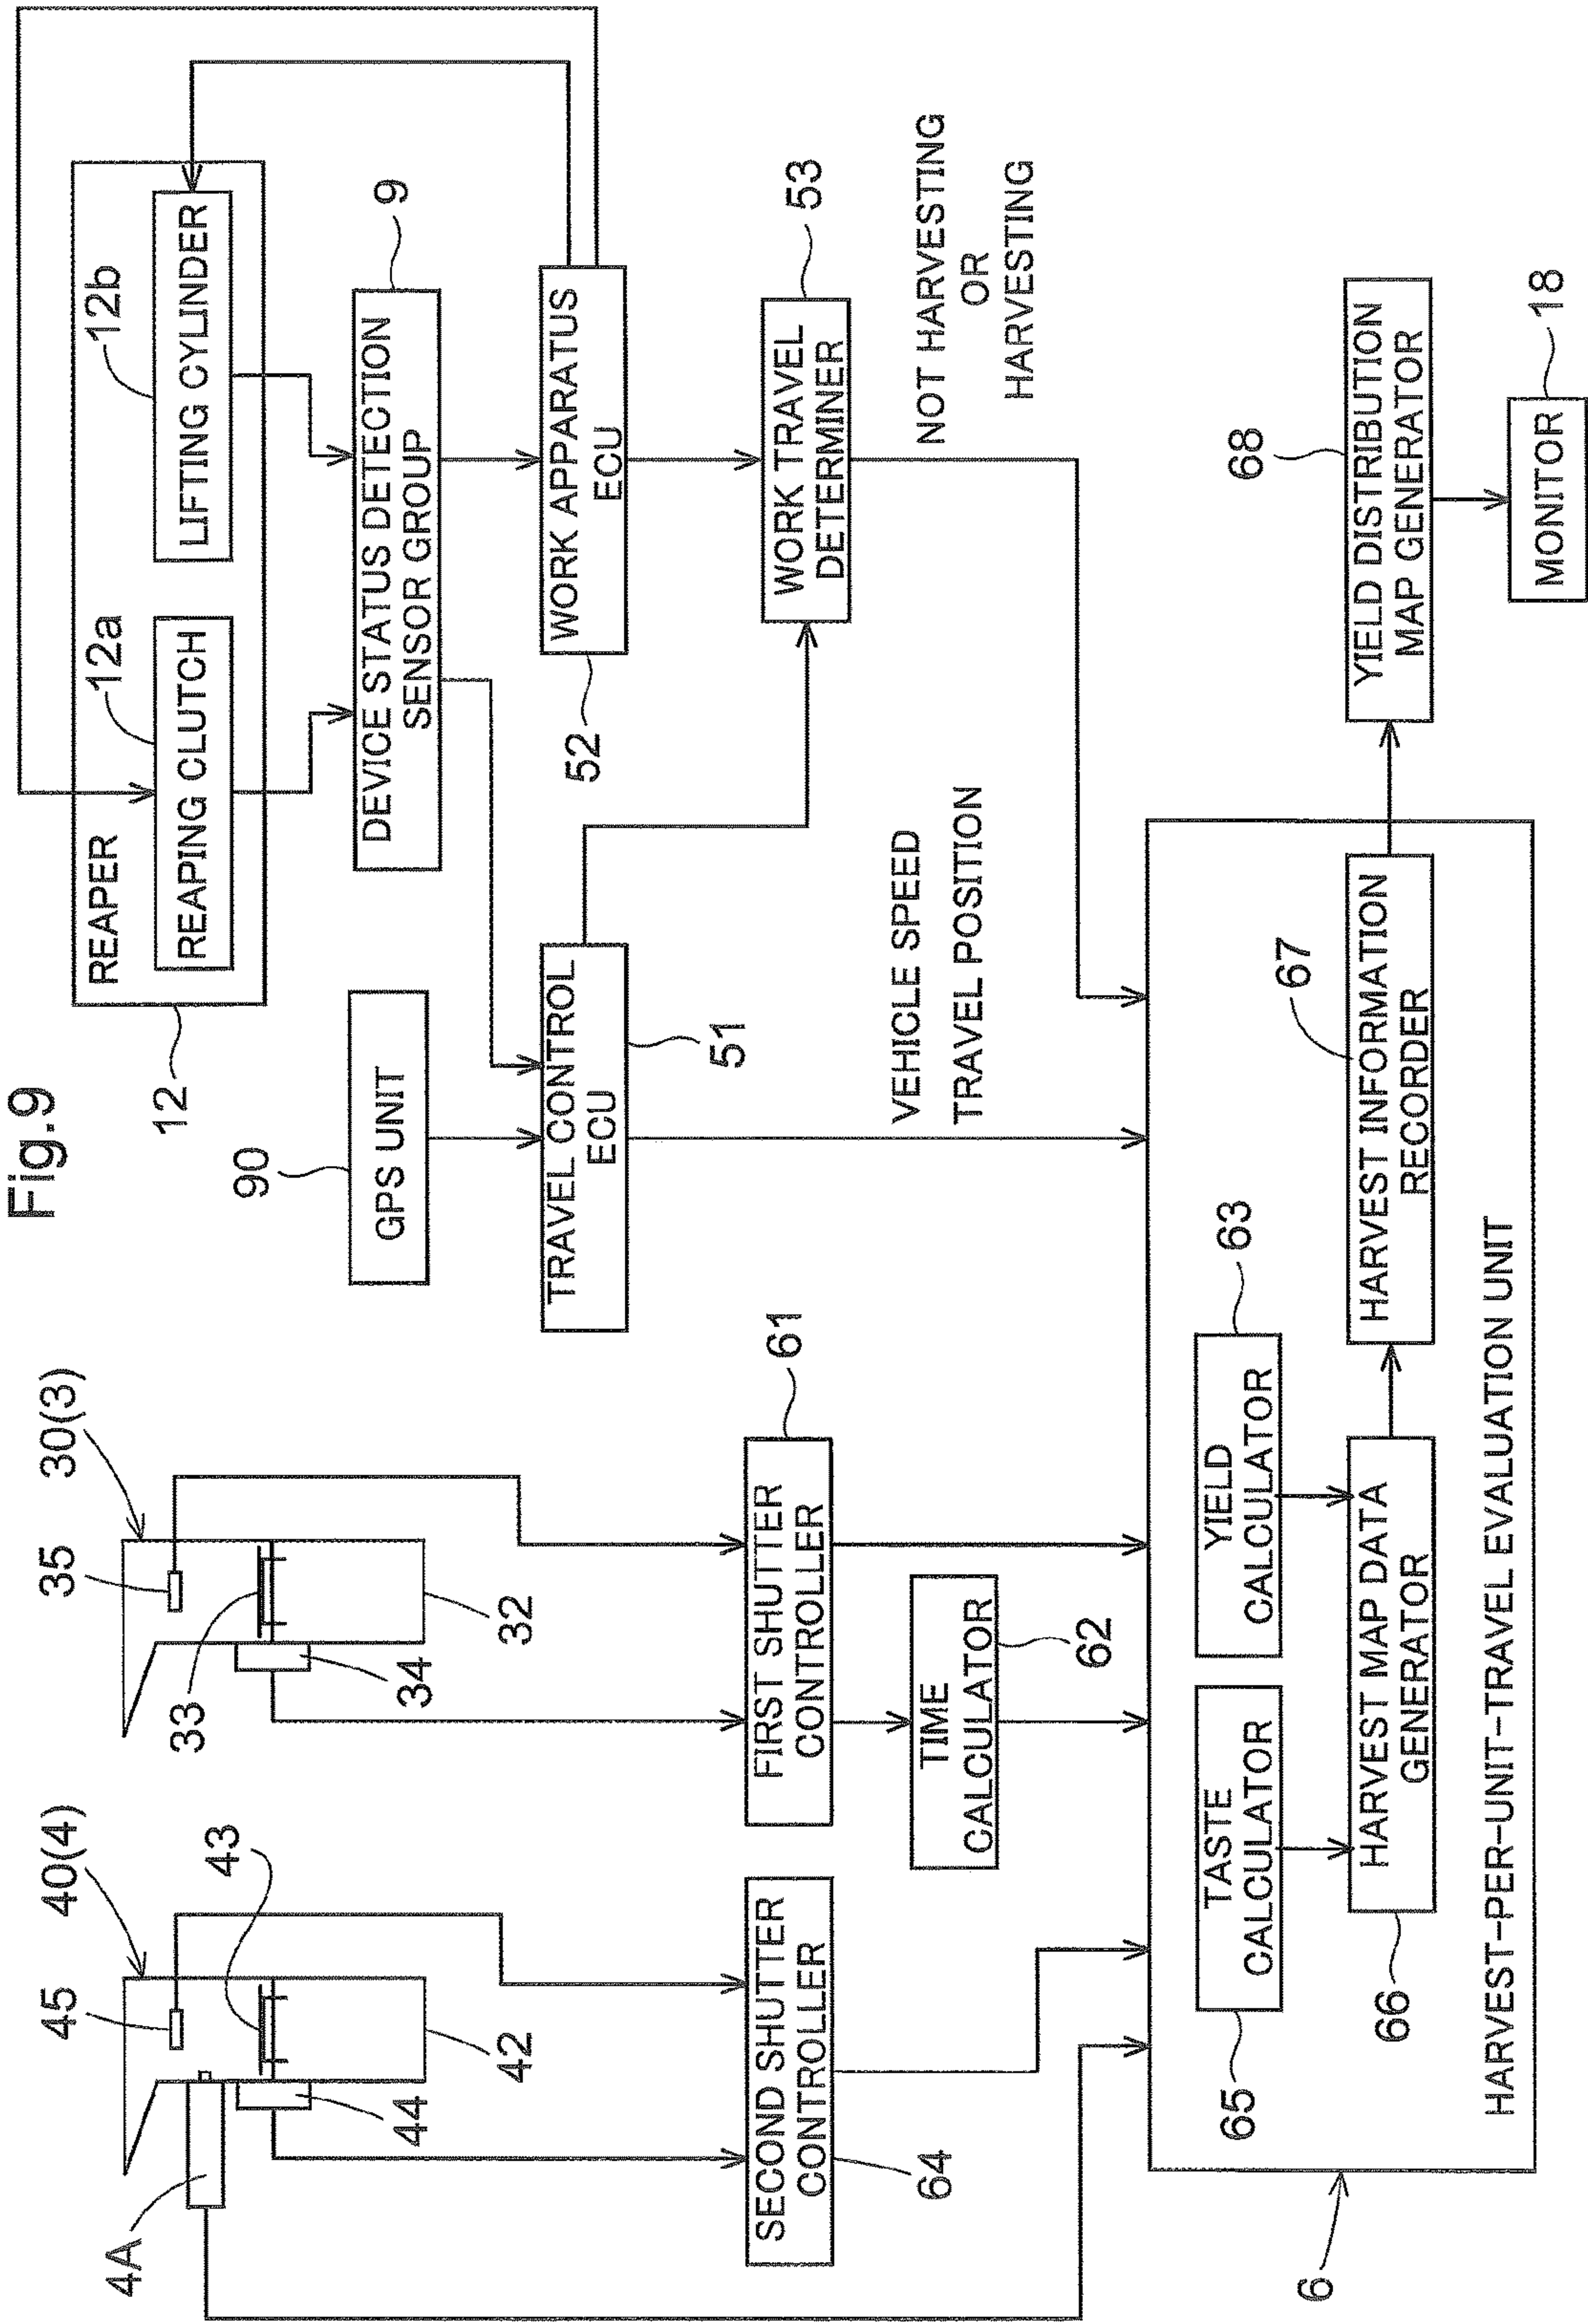 Fig.9
40(4)
45
43
42
44
4A
30(3)
35
33
32
34
90
GPS UNIT
12
REAPER
12a
REAPING CLUTCH
12b
LIFTING CYLINDER
9
DEVICE STATUS DETECTION
SENSOR GROUP
TRAVEL CONTROL
ECU
51
WORK APPARATUS
ECU
52
SECOND SHUTTER
CONTROLLER
64
FIRST SHUTTER
CONTROLLER
61
TIME
CALCULATOR
62
WORK TRAVEL
DETERMINER
53
VEHICLE SPEED
TRAVEL POSITION
NOT HARVESTING
OR
HARVESTING
TASTE
CALCULATOR
65
YIELD
CALCULATOR
63
HARVEST MAP DATA
GENERATOR
66
HARVEST INFORMATION
RECORDER
67
YIELD DISTRIBUTION
MAP GENERATOR
68
MONITOR
18
HARVEST-PER-UNIT-TRAVEL EVALUATION UNIT
6